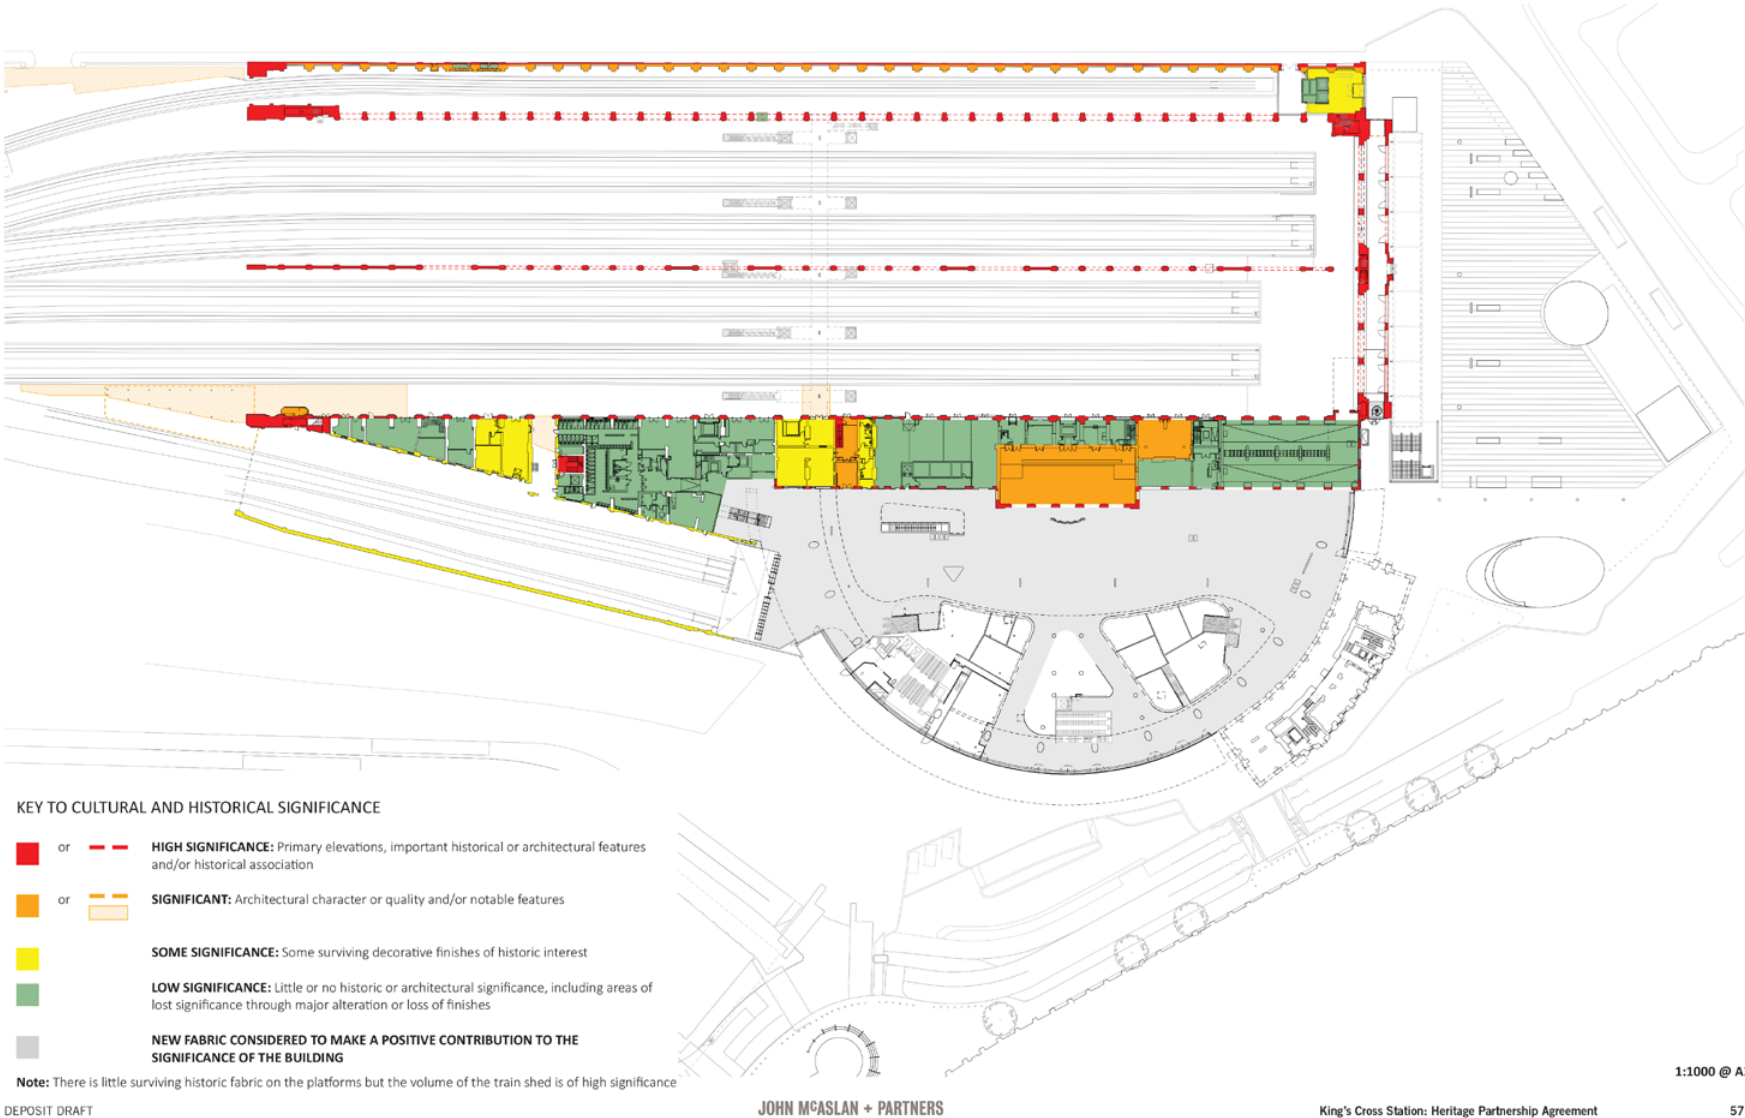 KEY TO CULTURAL AND HISTORICAL SIGNIFICANCE
or
HIGH SIGNIFICANCE: Primary elevations, important historical or architectural features
and/or historical association
or
SIGNIFICANT: Architectural character or quality and/or notable features
SOME SIGNIFICANCE: Some surviving decorative finishes of historic interest
LOW SIGNIFICANCE: Little or no historic or architectural significance, including areas of
lost significance through major alteration or loss of finishes
NEW FABRIC CONSIDERED TO MAKE A POSITIVE CONTRIBUTION TO THE
SIGNIFICANCE OF THE BUILDING
Note: There is little surviving historic fabric on the platforms but the volume of the train shed is of high significance
1:1000 @ A
DEPOSIT DRAFT
JOHN McASLAN + PARTNERS
King's Cross Station: Heritage Partnership Agreement
57